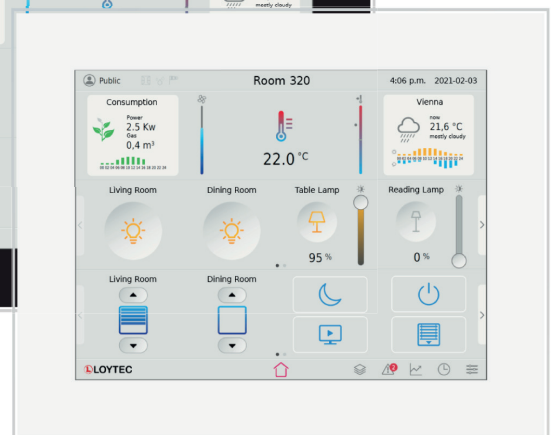 mostly cloudy
Public
Room 320
4:06 p.m. 2021-02-03
Consumption
Power
2.5 Kw
Gas
0,4 m³
22.0 °C
Vienna
now
21,6 °C
mostly cloudy
Living Room
Dining Room
Table Lamp
Reading Lamp
95 %
0 %
Living Room
Dining Room
LOYTEC
2